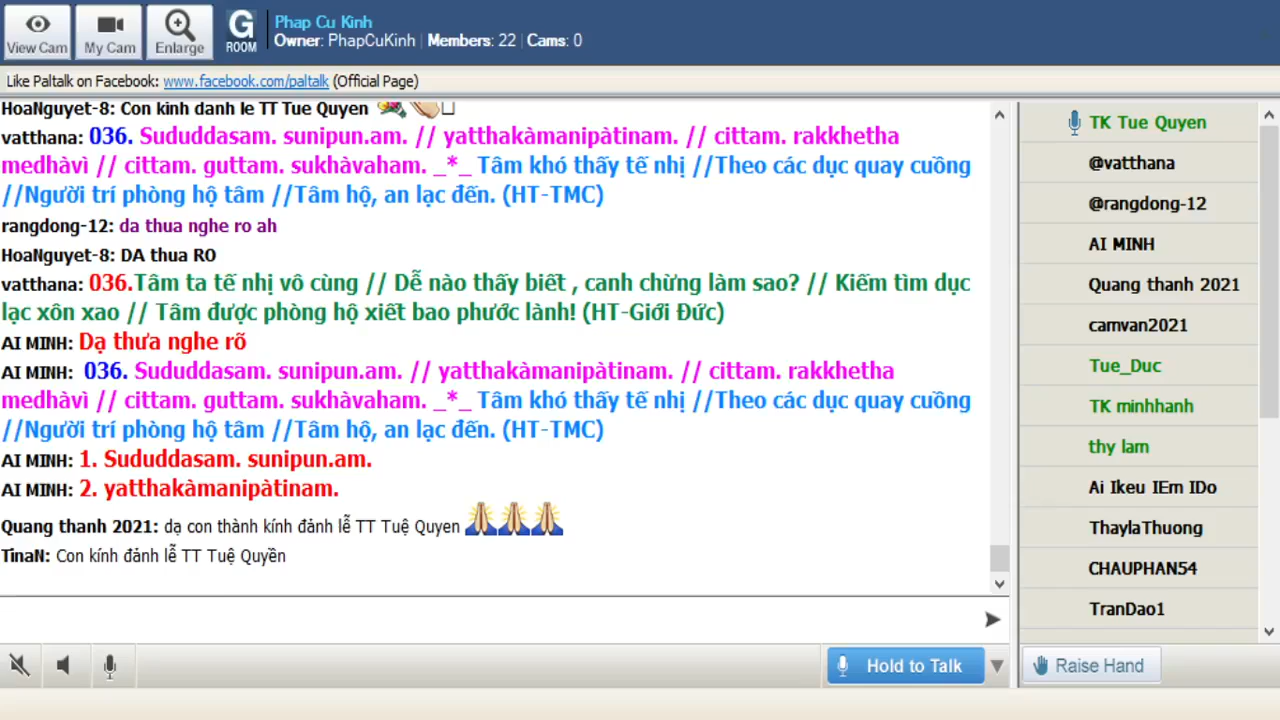 View Cam
My Cam
Enlarge
G
ROOM
Phap Cu Kinh
Owner: PhapCuKinh | Members: 22 | Cams: 0
Like Paltalk on Facebook: www.facebook.com/paltalk (Official Page)
HoaNguyet-8: Con kinh danh le TT Tue Quyen
vatthana: 036. Sududdasam. sunipun.am. // yatthakàmanipàtinam. // cittam. rakkhetha
medhàvì // cittam. guttam. sukhàvaham. _*_ Tâm khó thấy tế nhị //Theo các dục quay cuồng
//Người trí phòng hộ tâm //Tâm hộ, an lạc đến. (HT-TMC)
rangdong-12: da thua nghe ro ah
HoaNguyet-8: DA thua RO
vatthana: 036.Tâm ta tế nhị vô cùng // Dễ nào thấy biết , canh chừng làm sao? // Kiếm tìm dục
lạc xôn xao // Tâm được phòng hộ xiết bao phước lành! (HT-Giới Đức)
AI MINH: Dạ thưa nghe rõ
AI MINH: 036. Sududdasam. sunipun.am. // yatthakàmanipàtinam. // cittam. rakkhetha
medhàvì // cittam. guttam. sukhàvaham. _*_ Tâm khó thấy tế nhị //Theo các dục quay cuồng
//Người trí phòng hộ tâm //Tâm hộ, an lạc đến. (HT-TMC)
AI MINH: 1. Sududdasam. sunipun.am.
AI MINH: 2. yatthakàmanipàtinam.
Quang thanh 2021: dạ con thành kính đảnh lễ TT Tuệ Quyen
TinaN: Con kính đảnh lễ TT Tuệ Quyền
TK Tue Quyen
@vatthana
@rangdong-12
AI MINH
Quang thanh 2021
camvan2021
Tue_Duc
TK minhhanh
thy lam
Ai lkeu IEm IDo
ThaylaThuong
CHAUPHAN54
TranDao1
Hold to Talk
Raise Hand